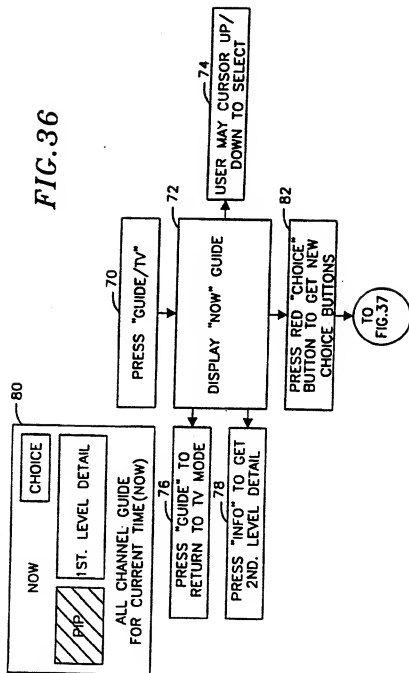 FIG.36
80
NOW
CHOICE
PIP
1ST. LEVEL DETAIL
ALL CHANNEL GUIDE
FOR CURRENT TIME(NOW)
70
PRESS "GUIDE/TV"
72
DISPLAY "NOW" GUIDE
74
USER MAY CURSOR UP/
DOWN TO SELECT
76
PRESS "GUIDE" TO
RETURN TO TV MODE
78
PRESS "INFO" TO GET
2ND. LEVEL DETAIL
82
PRESS RED "CHOICE"
BUTTON TO GET NEW
CHOICE BUTTONS
TO
FIG.37